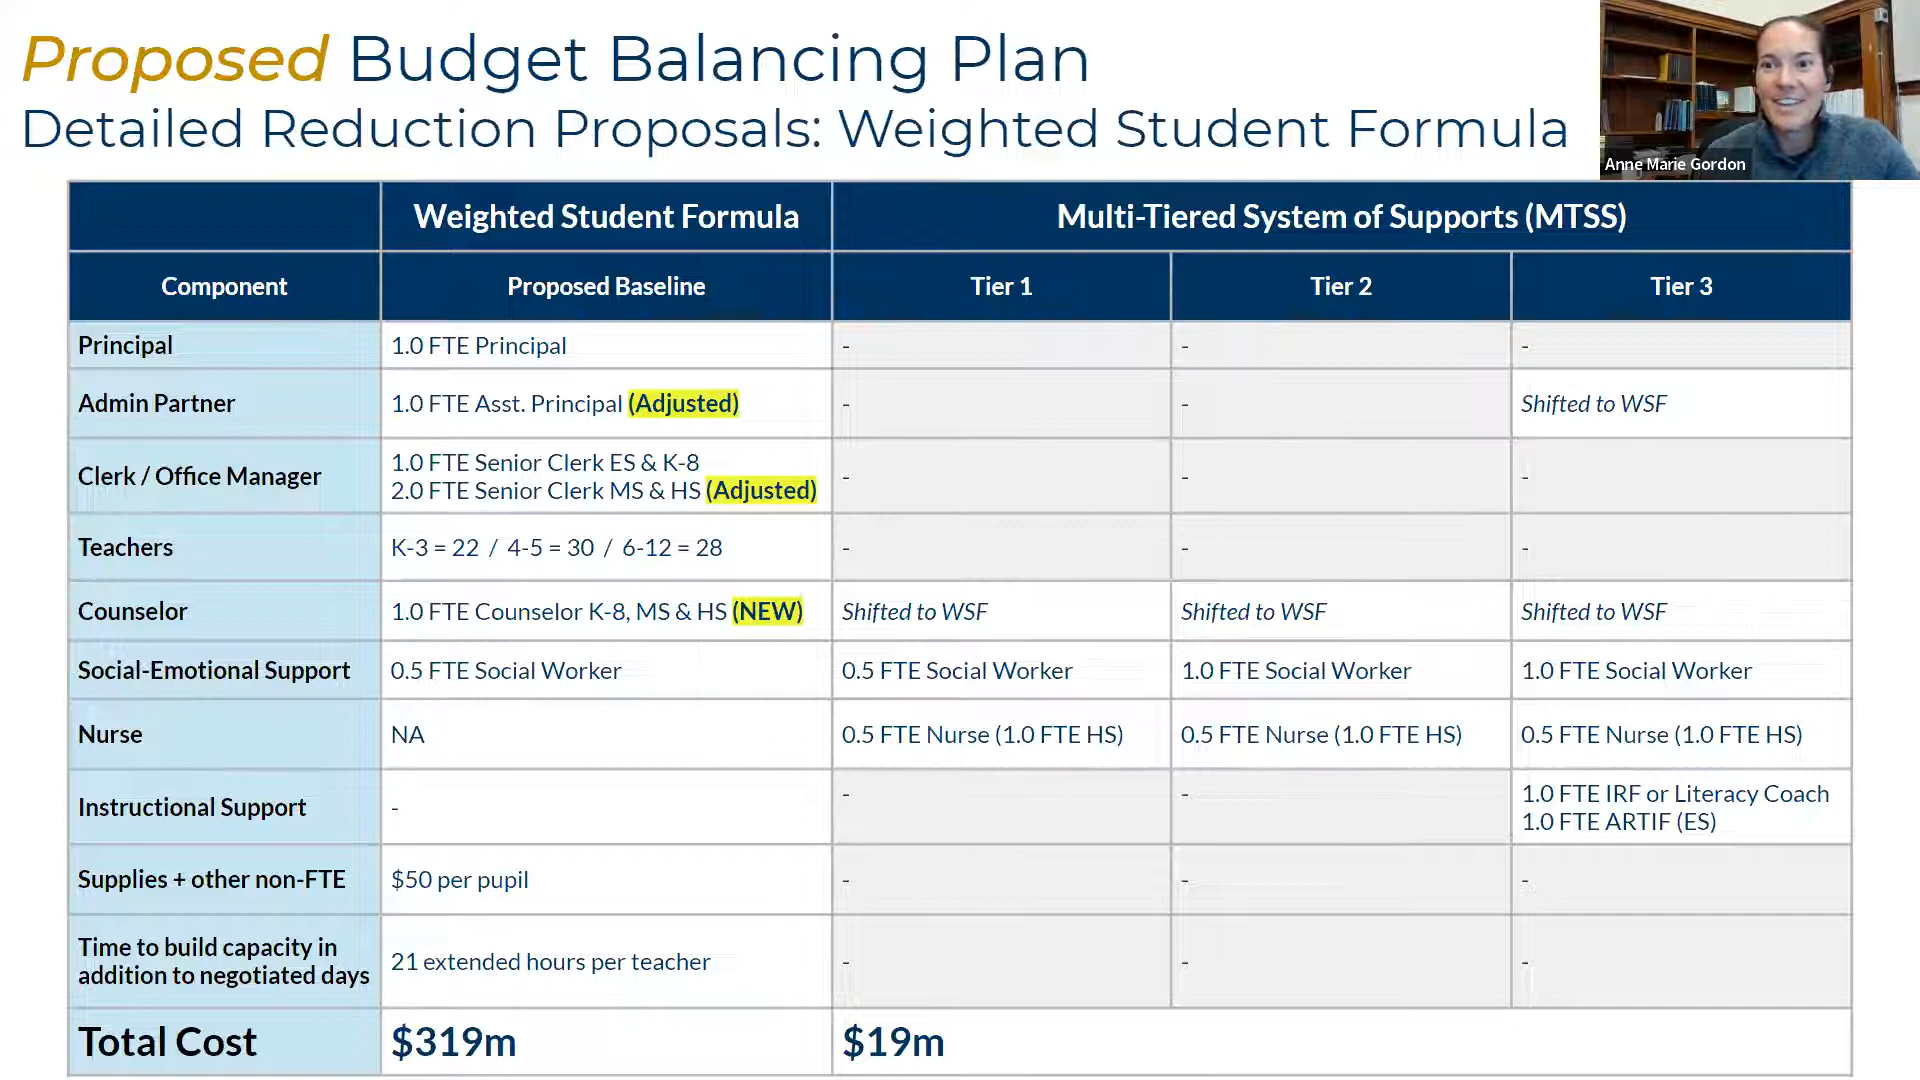 Proposed Budget Balancing Plan
Detailed Reduction Proposals: Weighted Student Formula
Anne Marie Gordon
Weighted Student Formula
Multi-Tiered System of Supports (MTSS)
Component
Proposed Baseline
Tier 1
Tier 2
Tier 3
Principal
1.0 FTE Principal
-
-
-
Admin Partner
1.0 FTE Asst. Principal (Adjusted)
-
-
Shifted to WSF
Clerk / Office Manager
1.0 FTE Senior Clerk ES & K-8
2.0 FTE Senior Clerk MS & HS (Adjusted)
-
-
-
Teachers
K-3 = 22 / 4-5 = 30 / 6-12 = 28
-
-
-
Counselor
1.0 FTE Counselor K-8, MS & HS (NEW)
Shifted to WSF
Shifted to WSF
Shifted to WSF
Social-Emotional Support
0.5 FTE Social Worker
0.5 FTE Social Worker
1.0 FTE Social Worker
1.0 FTE Social Worker
Nurse
NA
0.5 FTE Nurse (1.0 FTE HS)
0.5 FTE Nurse (1.0 FTE HS)
0.5 FTE Nurse (1.0 FTE HS)
Instructional Support
-
-
-
1.0 FTE IRF or Literacy Coach
1.0 FTE ARTIF (ES)
Supplies + other non-FTE
$50 per pupil
-
-
-
Time to build capacity in
addition to negotiated days
21 extended hours per teacher
-
-
-
Total Cost
$319m
$19m